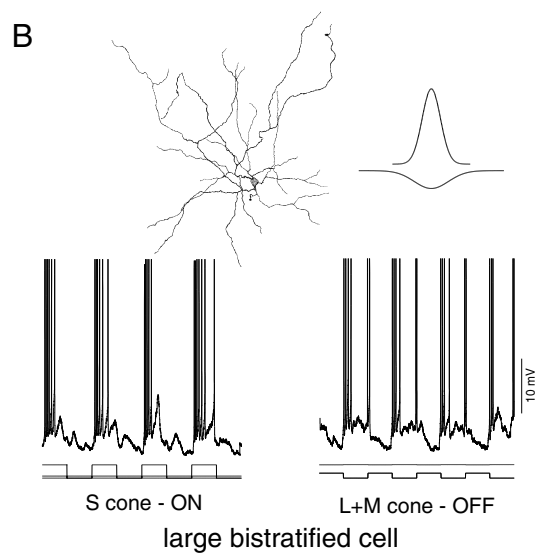 B
10 mV
S cone - ON
L+M cone - OFF
large bistratified cell